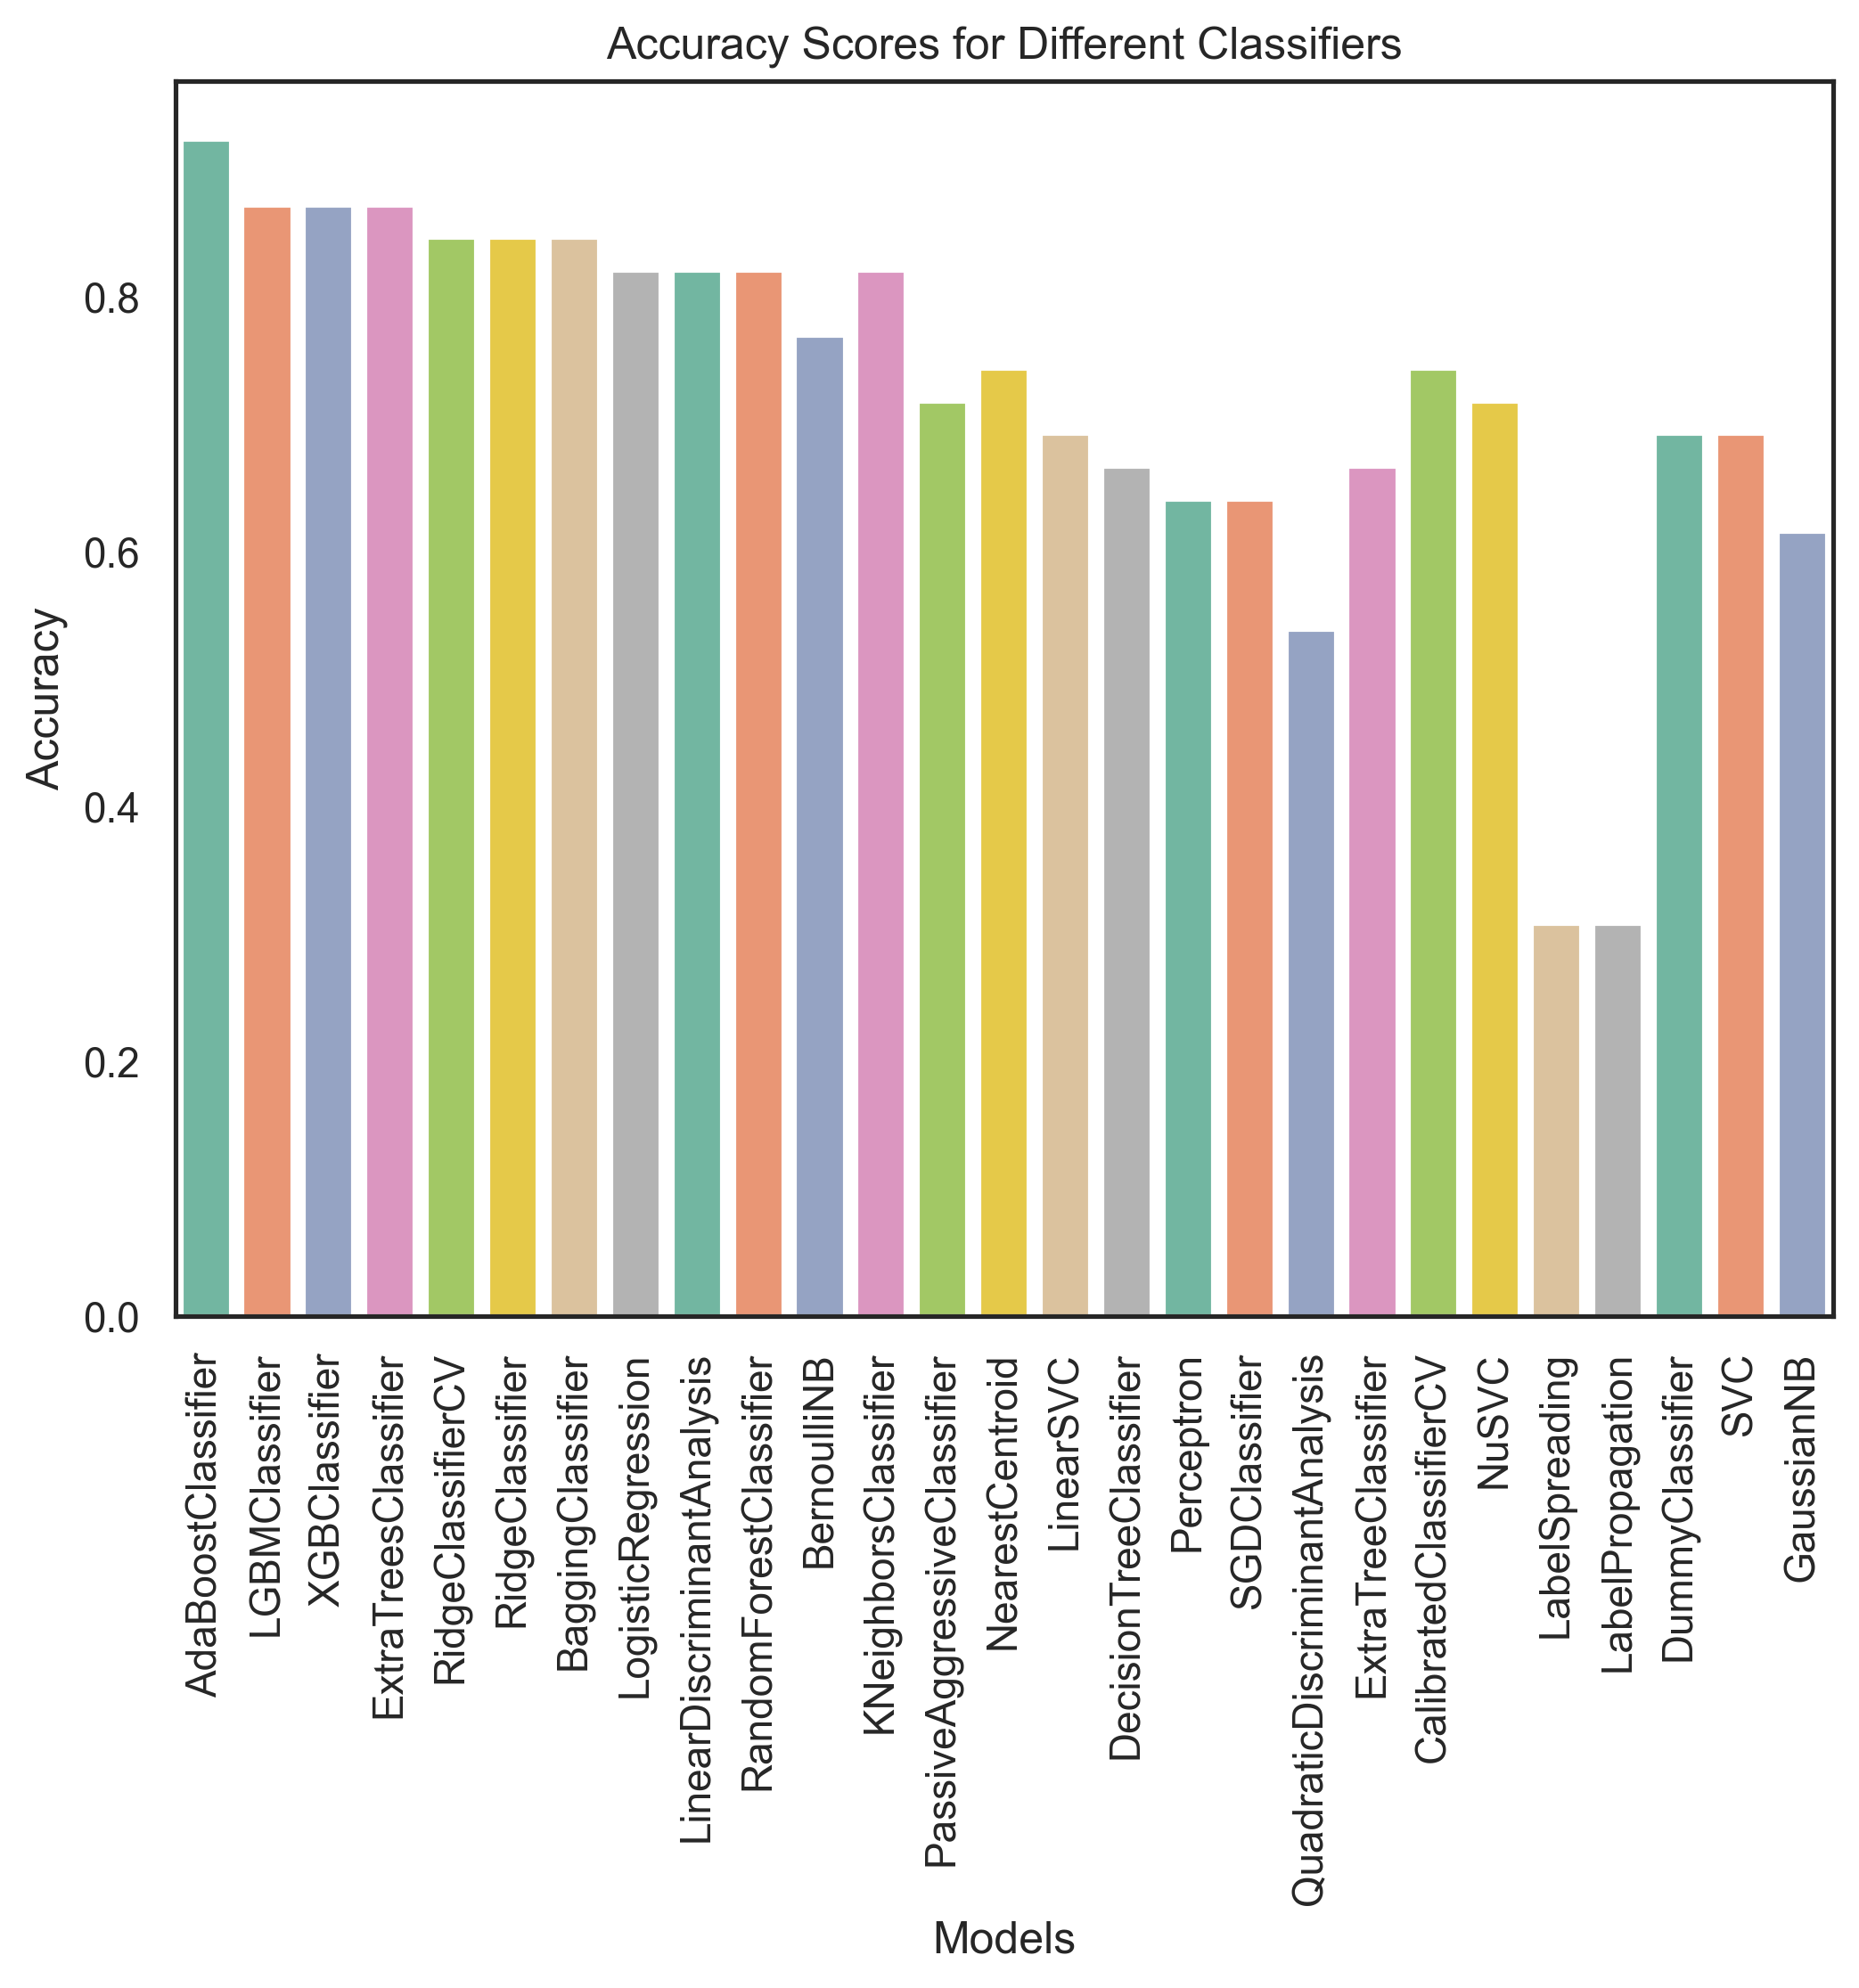 Accuracy Scores for Different Classifiers
Accuracy
0.8
0.6
0.4
0.2
0.0
AdaBoostClassifier
LGBMClassifier
XGBClassifier
ExtraTreesClassifier
RidgeClassifierCV
RidgeClassifier
BaggingClassifier
LogisticRegression
LinearDiscriminantAnalysis
RandomForestClassifier
BernoulliNB
KNeighborsClassifier
PassiveAggressiveClassifier
NearestCentroid
LinearSVC
DecisionTreeClassifier
Perceptron
SGDClassifier
QuadraticDiscriminantAnalysis
ExtraTreeClassifier
CalibratedClassifierCV
NuSVC
LabelSpreading
LabelPropagation
DummyClassifier
SVC
GaussianNB
Models